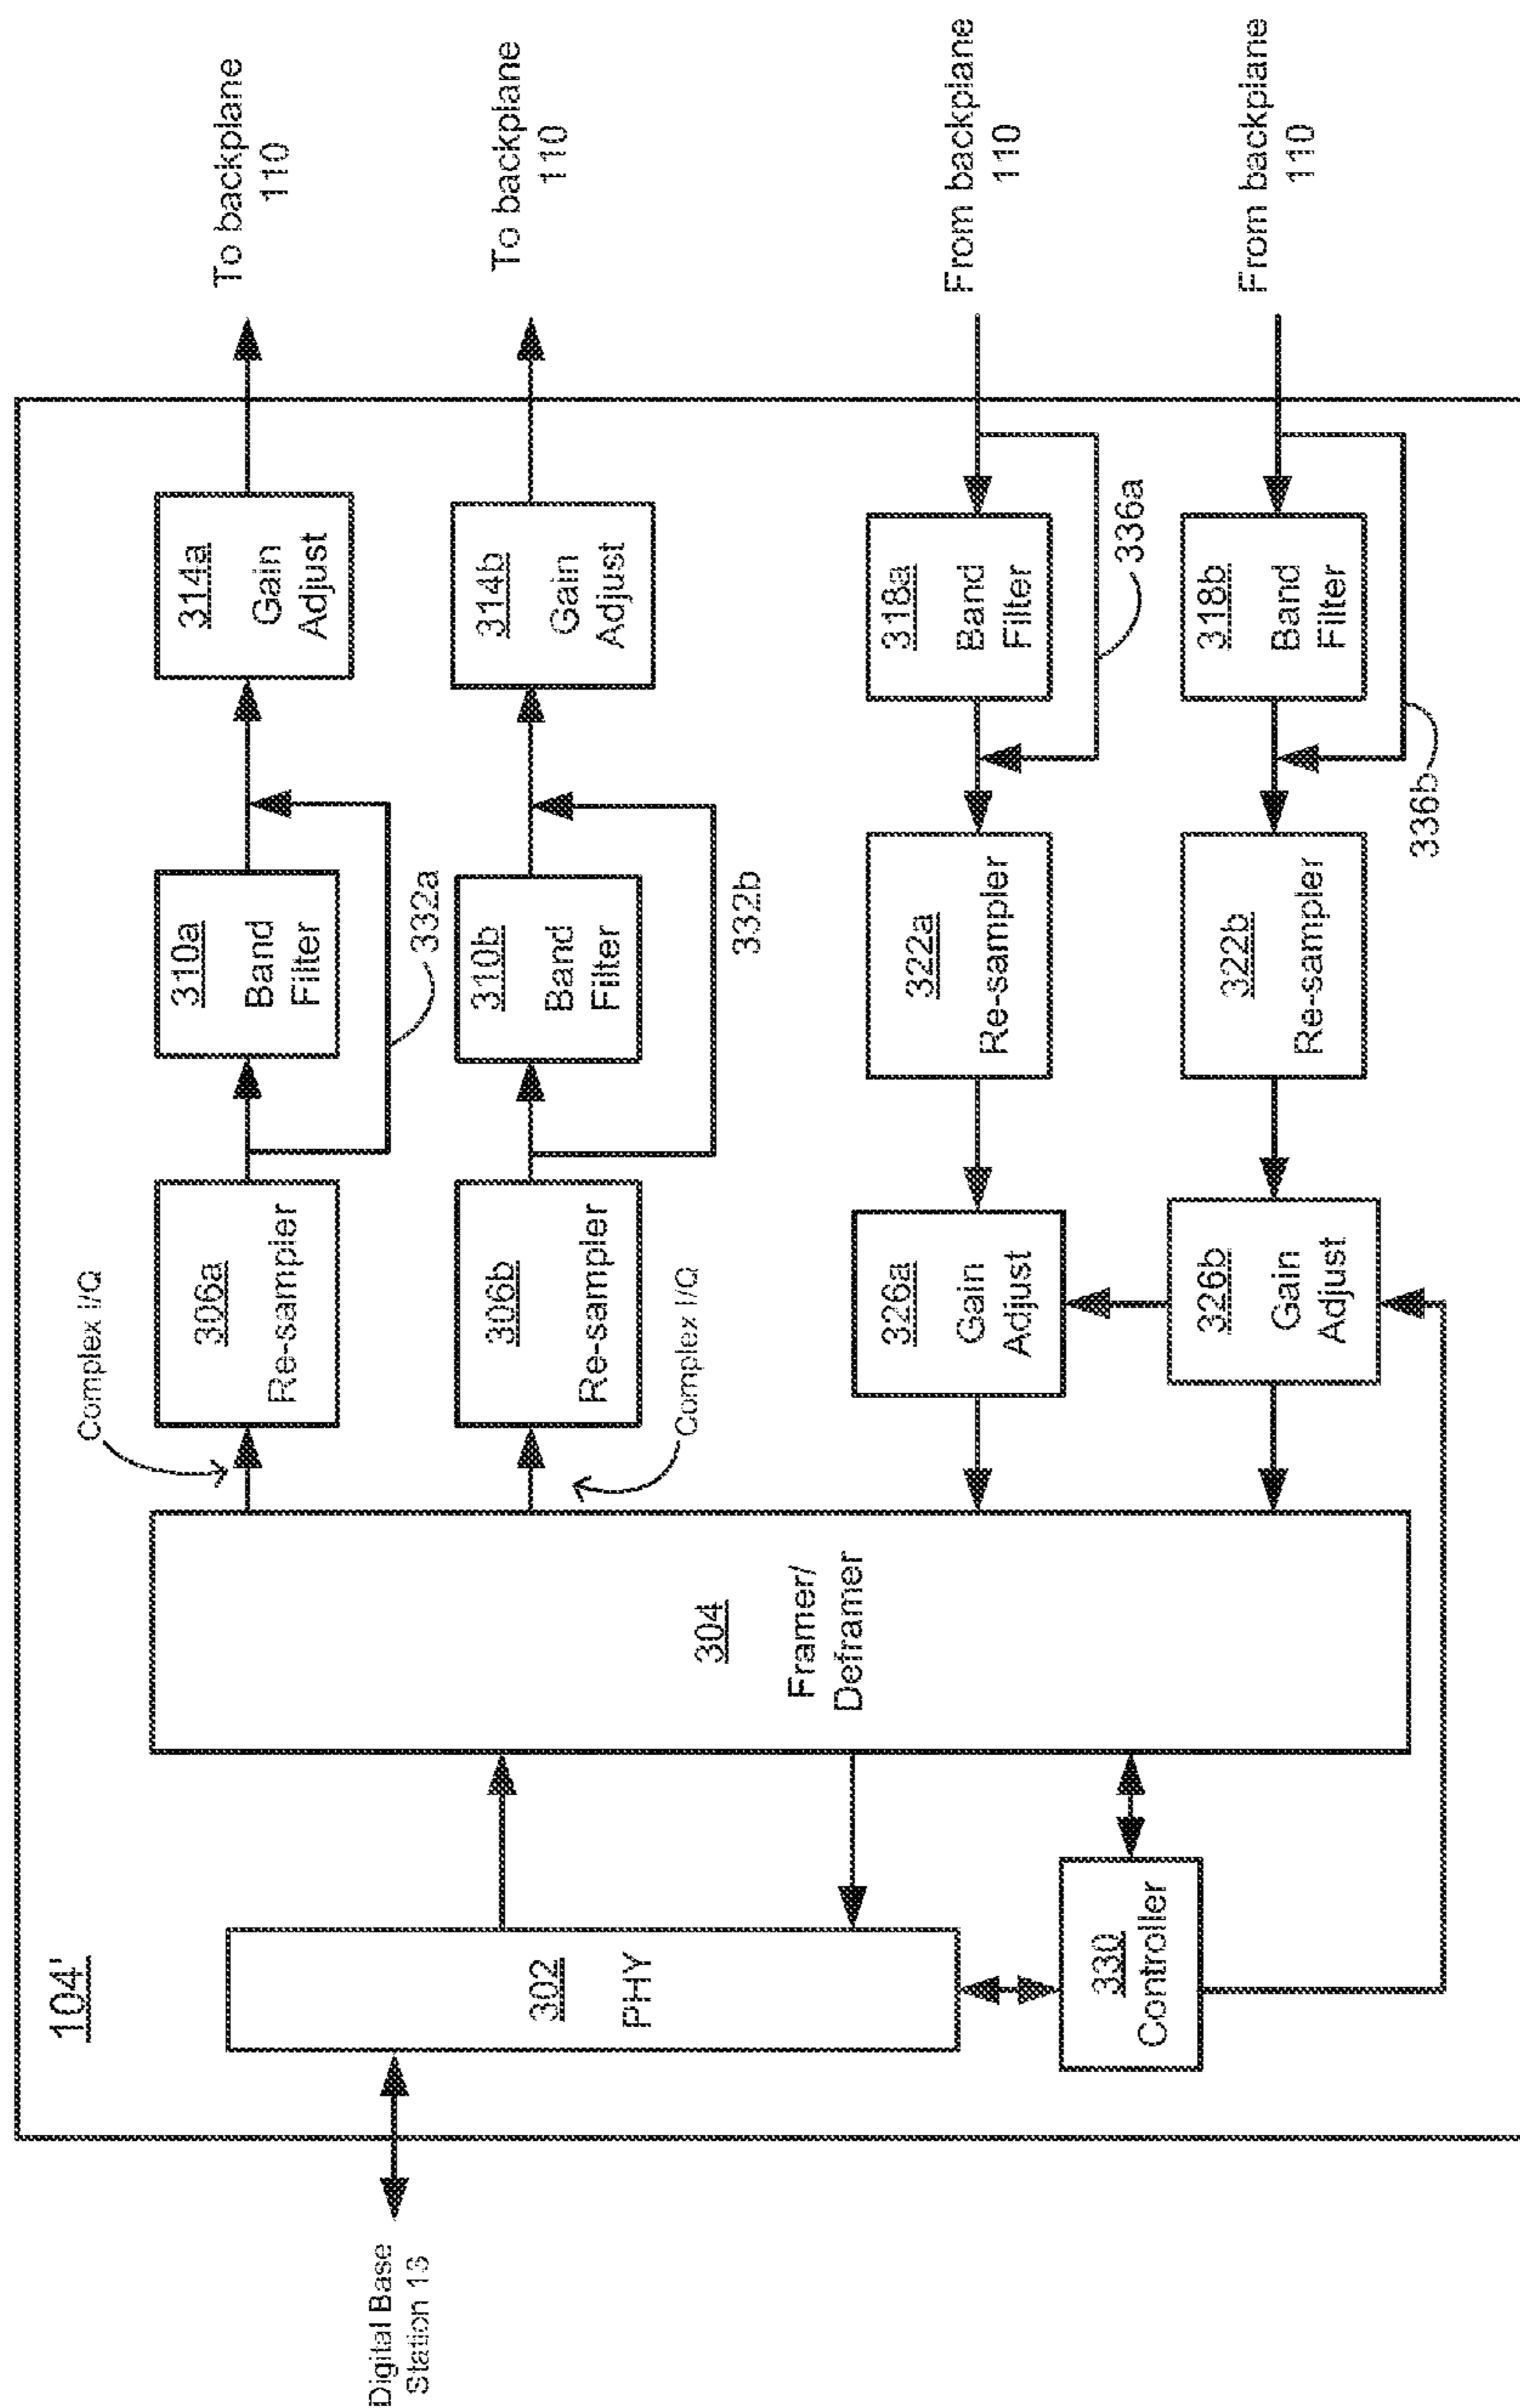 104'
Digital Base
Station 13
302
PHY
330
Controller
304
Framer/
Deframer
Complex I/Q
306a
Re-sampler
310a
Band
Filter
332a
314a
Gain
Adjust
To backplane
110
306b
Re-sampler
Complex I/Q
310b
Band
Filter
332b
314b
Gain
Adjust
To backplane
110
326a
Gain
Adjust
322a
Re-sampler
318a
Band
Filter
336a
From backplane
110
326b
Gain
Adjust
322b
Re-sampler
318b
Band
Filter
336b
From backplane
110